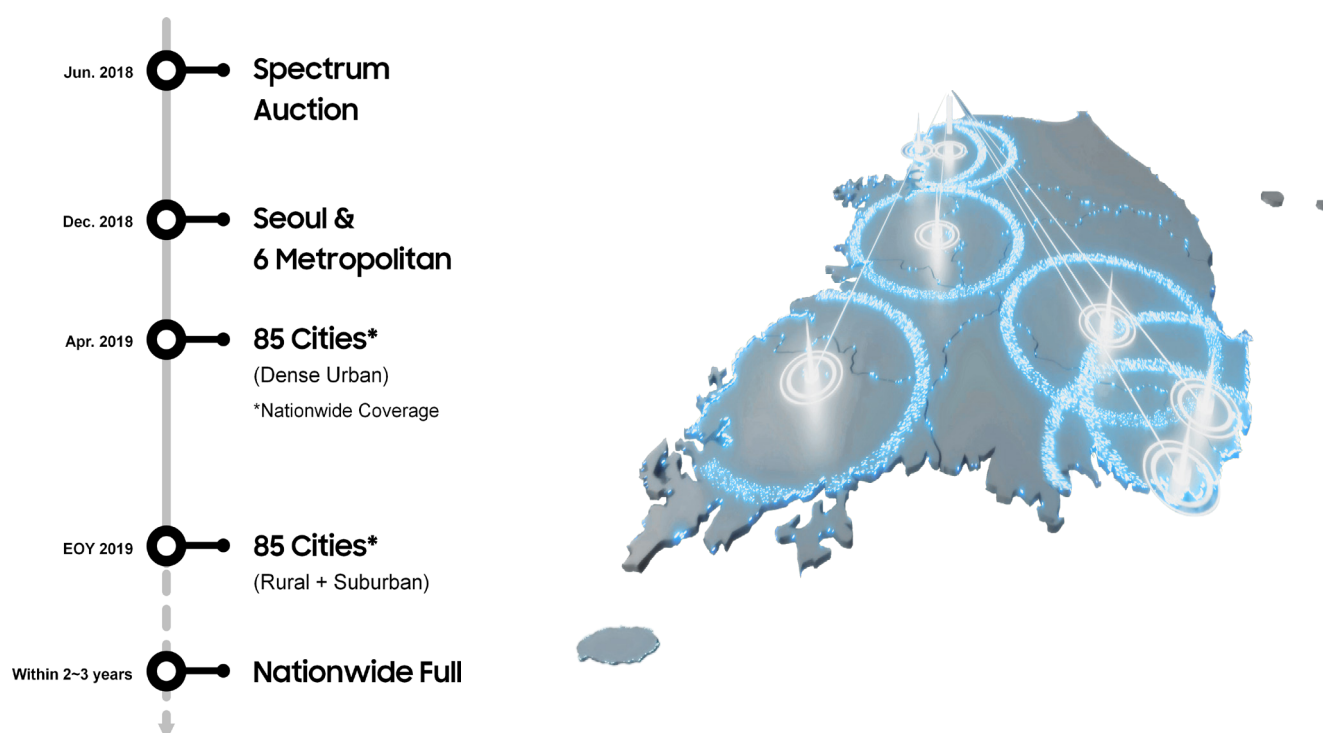 Jun. 2018
Spectrum
Auction
Dec. 2018
Seoul &
6 Metropolitan
Apr. 2019
85 Cities*
(Dense Urban)
*Nationwide Coverage
EOY 2019
85 Cities*
(Rural + Suburban)
Within 2~3 years
Nationwide Full